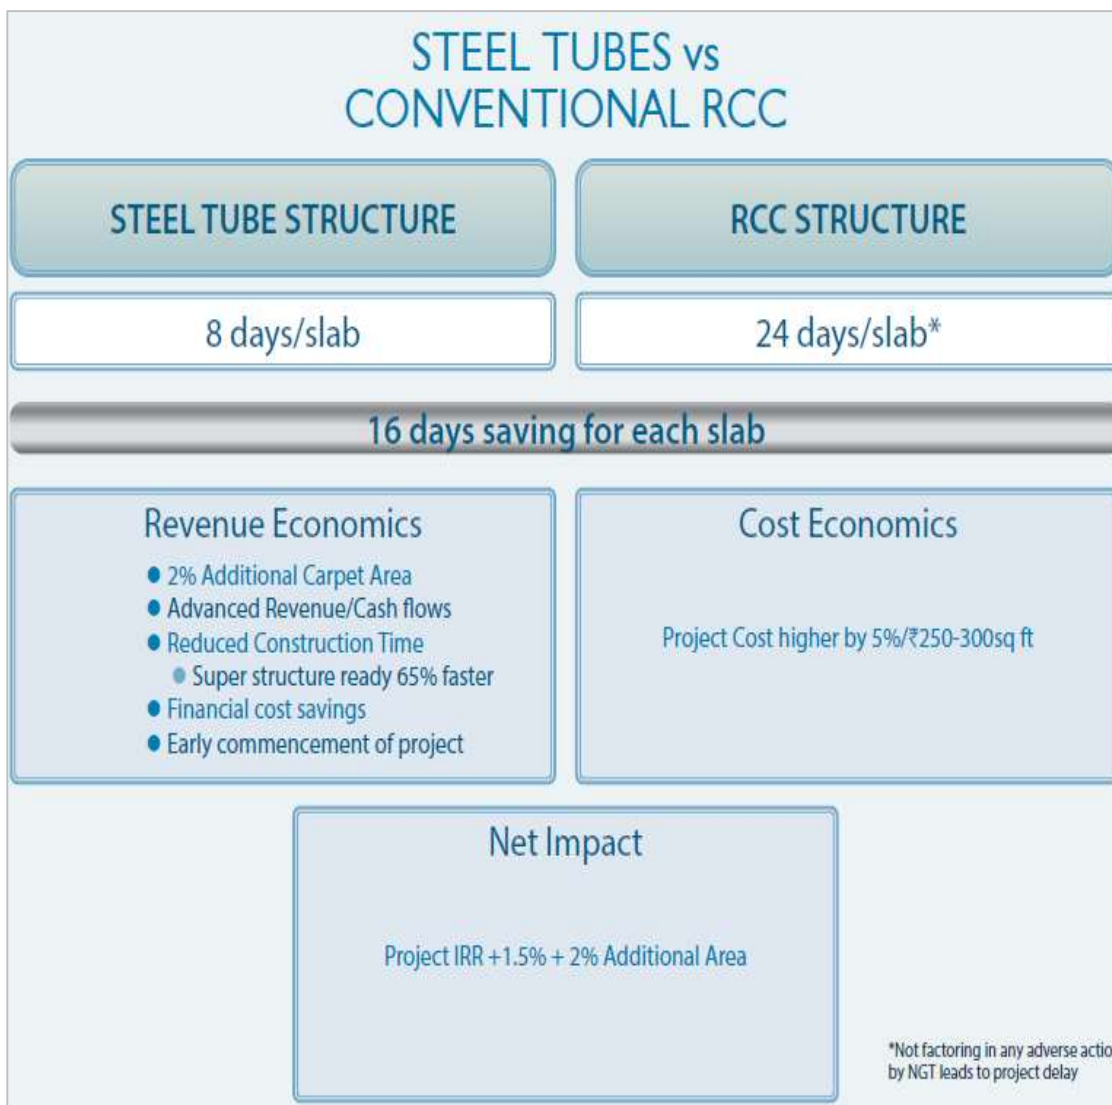 STEEL TUBES vs
CONVENTIONAL RCC
STEEL TUBE STRUCTURE
RCC STRUCTURE
8 days/slab
24 days/slab*
16 days saving for each slab
Revenue Economics
● 2% Additional Carpet Area
● Advanced Revenue/Cash flows
● Reduced Construction Time
● Super structure ready 65% faster
● Financial cost savings
● Early commencement of project
Cost Economics
Project Cost higher by 5%/₹250-300sq ft
Net Impact
Project IRR +1.5% + 2% Additional Area
*Not factoring in any adverse actio
by NGT leads to project delay